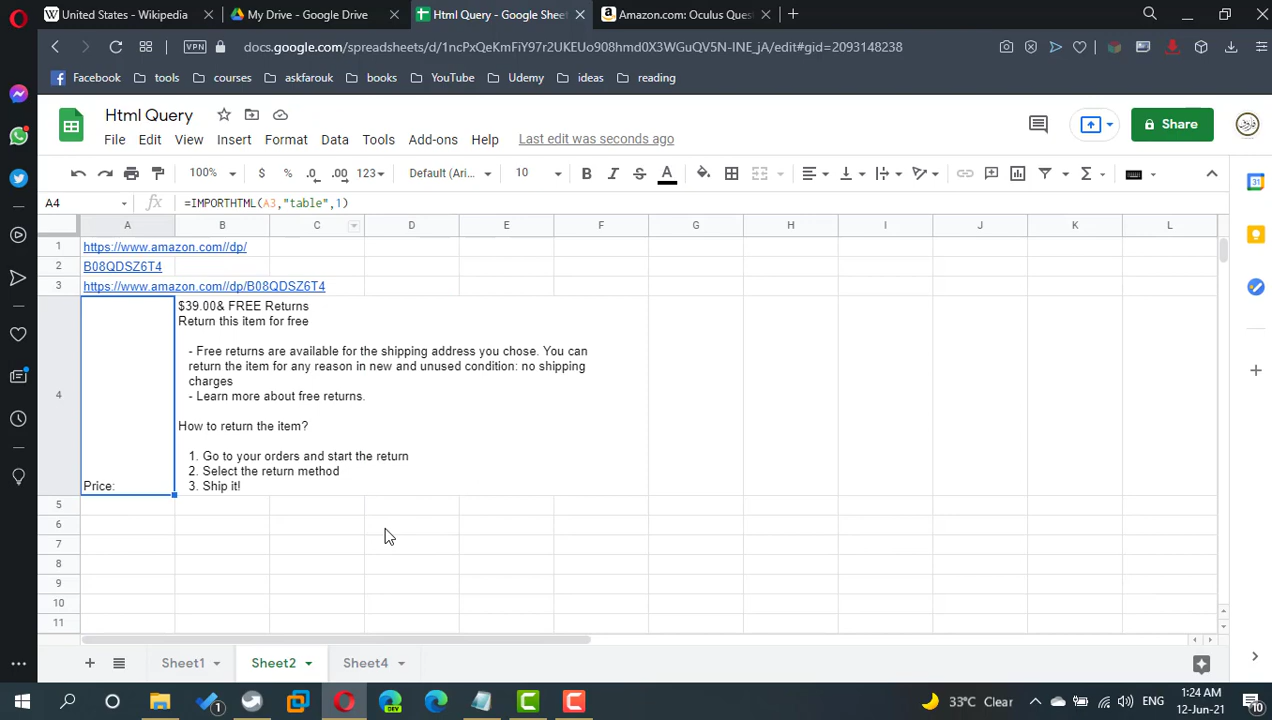 United States - Wikipedia
My Drive - Google Drive
Html Query - Google Sheet
Amazon.com: Oculus Quest
VPN
docs.google.com/spreadsheets/d/1ncPxQeKmFiY97r2UKEUo908hmd0X3WGuQV5N-INE_jA/edit#gid=2093148238
Facebook
tools
courses
askfarouk
books
YouTube
Udemy
ideas
reading
Html Query
File Edit View Insert Format Data Tools Add-ons Help Last edit was seconds ago
Share
100% $ % .0 .00 123 Default (Ari... 10 B I S A
A4 fx =IMPORTHTML(A3,"table",1)
A B C D E F G H I J K L
1 https://www.amazon.com//dp/
2 B08QDSZ6T4
3 https://www.amazon.com//dp/B08QDSZ6T4
$39.00& FREE Returns
Return this item for free
- Free returns are available for the shipping address you chose. You can
return the item for any reason in new and unused condition: no shipping
charges
4
- Learn more about free returns.
How to return the item?
1. Go to your orders and start the return
2. Select the return method
Price: 3. Ship it!
5
6
7
8
9
10
11
Sheet1
Sheet2
Sheet4
1
DEV
33°C Clear
ENG
1:24 AM
12-Jun-21
10